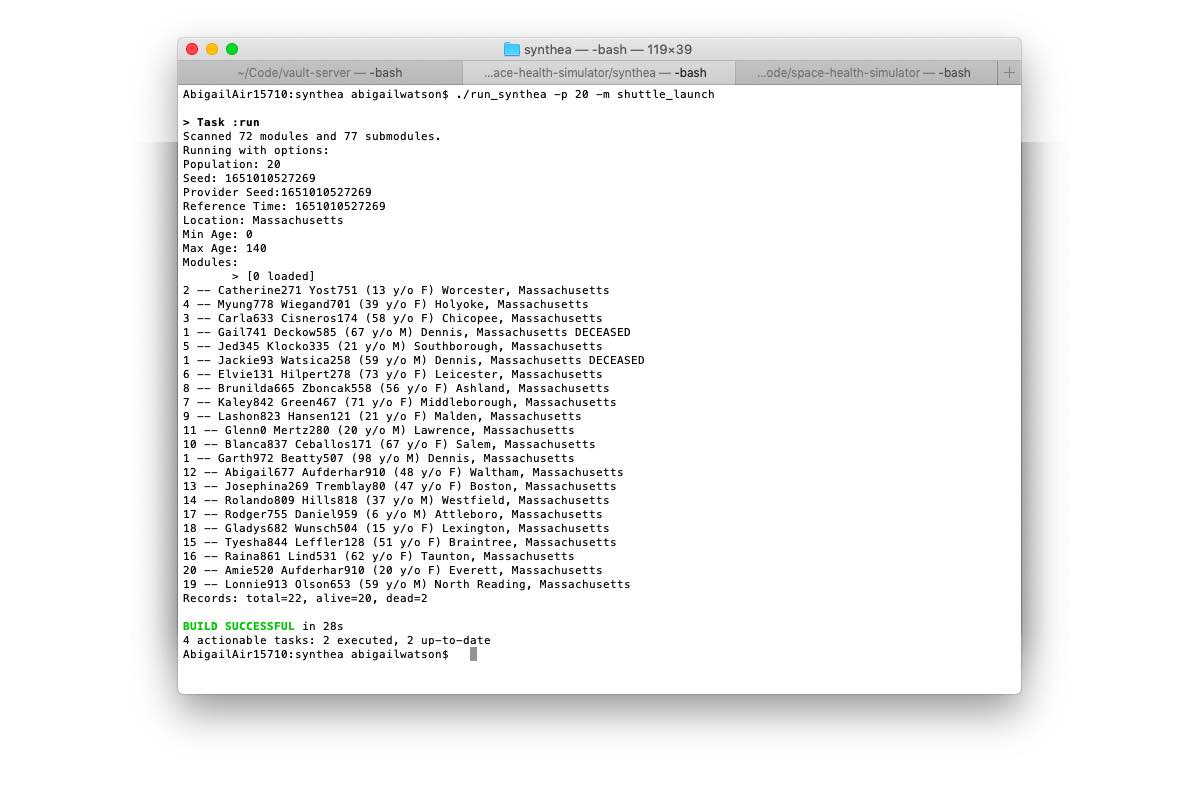 synthea — -bash — 119×39
~/Code/vault-server — -bash ...ace-health-simulator/synthea — -bash ...ode/space-health-simulator — -bash +
AbigailAir15710:synthea abigailwatson$ ./run_synthea -p 20 -m shuttle_launch
> Task :run
Scanned 72 modules and 77 submodules.
Running with options:
Population: 20
Seed: 1651010527269
Provider Seed:1651010527269
Reference Time: 1651010527269
Location: Massachusetts
Min Age: 0
Max Age: 140
Modules:
> [0 loaded]
2 -- Catherine271 Yost751 (13 y/o F) Worcester, Massachusetts
4 -- Myung778 Wiegand701 (39 y/o F) Holyoke, Massachusetts
3 -- Carla633 Cisneros174 (58 y/o F) Chicopee, Massachusetts
1 -- Gail741 Deckow585 (67 y/o M) Dennis, Massachusetts DECEASED
5 -- Jed345 Klocko335 (21 y/o M) Southborough, Massachusetts
1 -- Jackie93 Watsica258 (59 y/o M) Dennis, Massachusetts DECEASED
6 -- Elvie131 Hilpert278 (73 y/o F) Leicester, Massachusetts
8 -- Brunilda665 Zboncak558 (56 y/o F) Ashland, Massachusetts
7 -- Kaley842 Green467 (71 y/o F) Middleborough, Massachusetts
9 -- Lashon823 Hansen121 (21 y/o F) Malden, Massachusetts
11 -- Glenn0 Mertz280 (20 y/o M) Lawrence, Massachusetts
10 -- Blanca837 Ceballos171 (67 y/o F) Salem, Massachusetts
1 -- Garth972 Beatty507 (98 y/o M) Dennis, Massachusetts
12 -- Abigail677 Aufderhar910 (48 y/o F) Waltham, Massachusetts
13 -- Josephina269 Tremblay80 (47 y/o F) Boston, Massachusetts
14 -- Rolando809 Hills818 (37 y/o M) Westfield, Massachusetts
17 -- Rodger755 Daniel959 (6 y/o M) Attleboro, Massachusetts
18 -- Gladys682 Wunsch504 (15 y/o F) Lexington, Massachusetts
15 -- Tyesha844 Leffler128 (51 y/o F) Braintree, Massachusetts
16 -- Raina861 Lind531 (62 y/o F) Taunton, Massachusetts
20 -- Amie520 Aufderhar910 (20 y/o F) Everett, Massachusetts
19 -- Lonnie913 Olson653 (59 y/o M) North Reading, Massachusetts
Records: total=22, alive=20, dead=2
BUILD SUCCESSFUL in 28s
4 actionable tasks: 2 executed, 2 up-to-date
AbigailAir15710:synthea abigailwatson$